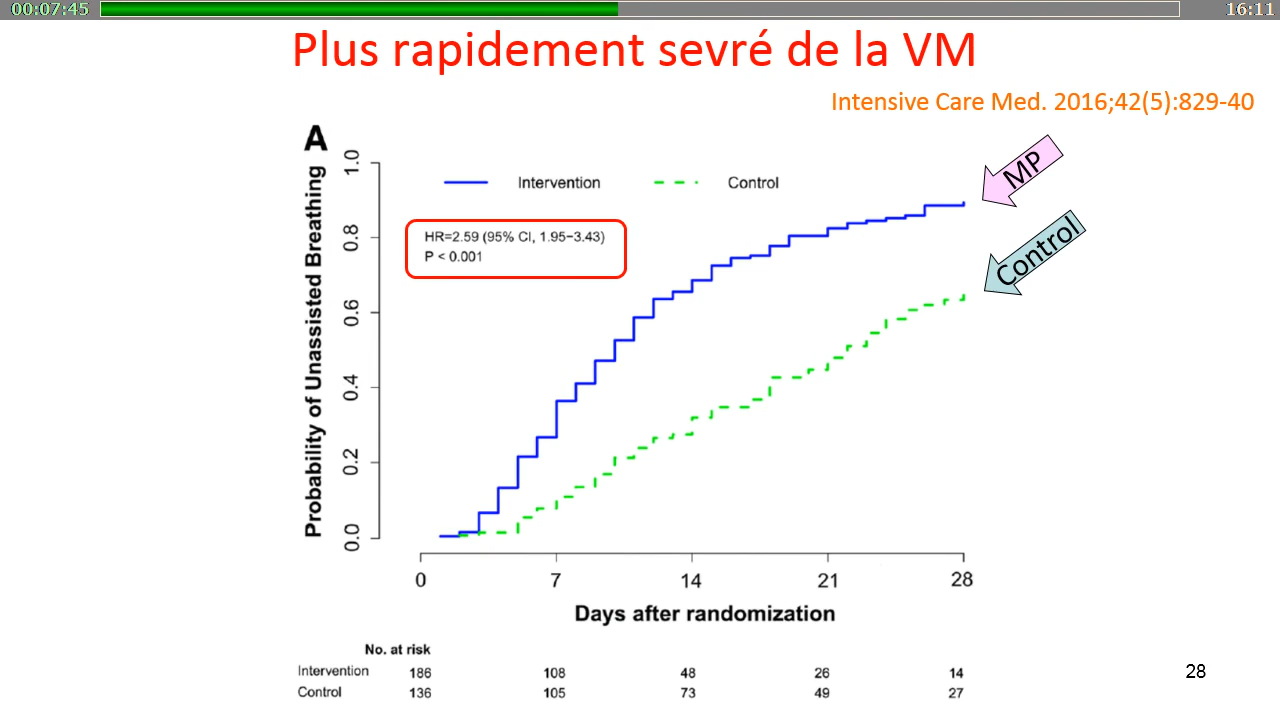 00:07:45
16:11
Plus rapidement sevré de la VM
Intensive Care Med. 2016;42(5):829-40
A
Probability of Unassisted Breathing
1.0
0.8
0.6
0.4
0.2
0.0
Intervention
Control
HR=2.59 (95% CI, 1.95−3.43)
P < 0.001
MP
Control
0 7 14 21 28
Days after randomization
No. at risk
Intervention 186 108 48 26 14
Control 136 105 73 49 27
28